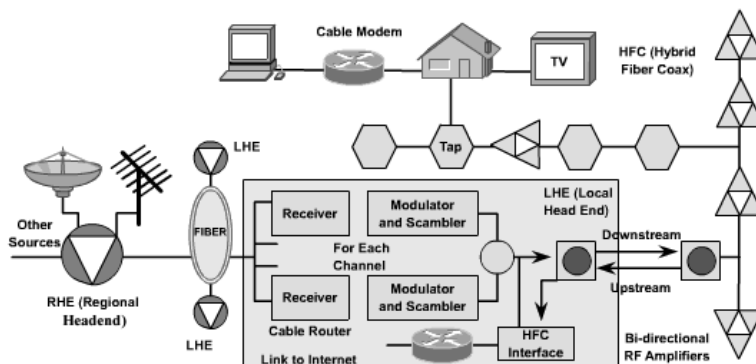 Cable Modem
HFC (Hybrid
Fiber Coax)
TV
Tap
LHE
Other
Sources
FIBER
RHE (Regional
Headend)
LHE
Receiver
Modulator
and Scambler
LHE (Local
Head End)
For Each
Channel
Downstream
Upstream
Receiver
Modulator
and Scambler
Cable Router
Link to Internet
HFC
Interface
Bi-directional
RF Amplifiers